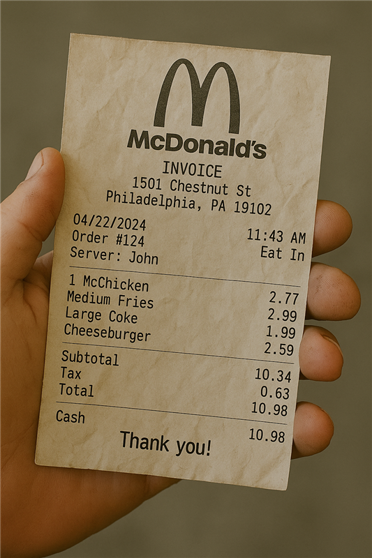 McDonald's
INVOICE
1501 Chestnut St
Philadelphia, PA 19102
04/22/2024 11:43 AM
Order #124 Eat In
Server: John
1 McChicken 2.77
Medium Fries 2.99
Large Coke 1.99
Cheeseburger 2.59
Subtotal 10.34
Tax 0.63
Total 10.98
Cash 10.98
Thank you!